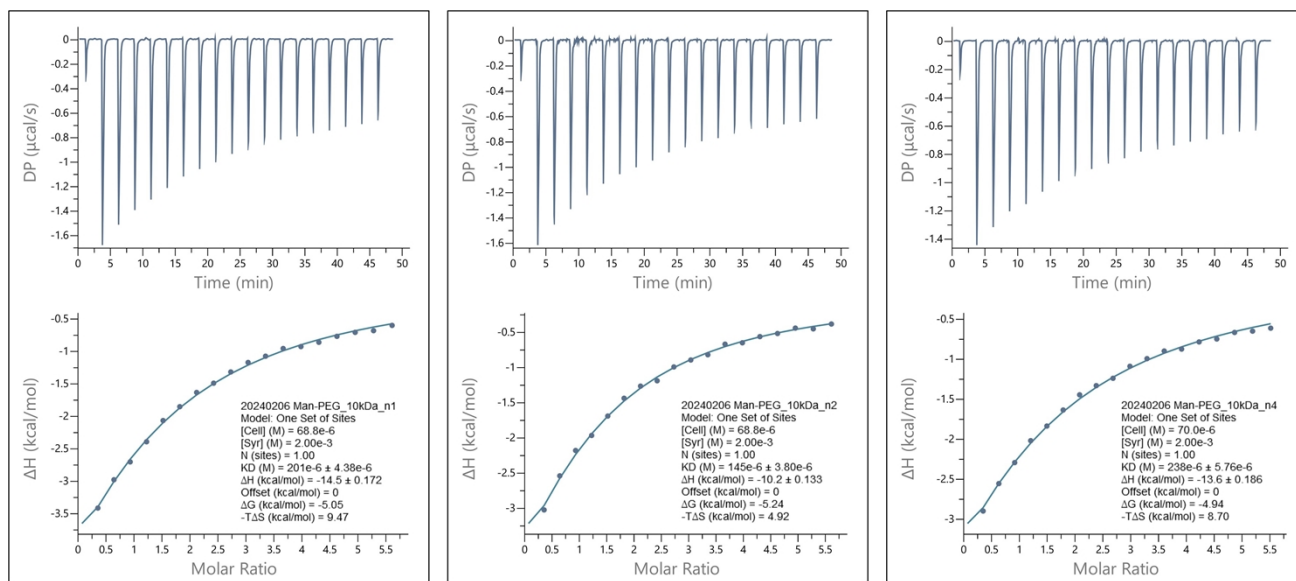 DP (µcal/s)
0
-0.2
-0.4
-0.6
-0.8
-1
-1.2
-1.4
-1.6
0 5 10 15 20 25 30 35 40 45 50
Time (min)
ΔH (kcal/mol)
-0.5
-1
-1.5
-2
-2.5
-3
-3.5
20240206 Man-PEG_10kDa_n1
Model: One Set of Sites
[Cell] (M) = 68.8e-6
[Syr] (M) = 2.00e-3
N (sites) = 1.00
KD (M) = 201e-6 ± 4.38e-6
ΔH (kcal/mol) = -14.5 ± 0.172
Offset (kcal/mol) = 0
ΔG (kcal/mol) = -5.05
-TΔS (kcal/mol) = 9.47
0 0.5 1 1.5 2 2.5 3 3.5 4 4.5 5 5.5
Molar Ratio
DP (µcal/s)
0
-0.2
-0.4
-0.6
-0.8
-1
-1.2
-1.4
-1.6
0 5 10 15 20 25 30 35 40 45 50
Time (min)
ΔH (kcal/mol)
-0.5
-1
-1.5
-2
-2.5
-3
20240206 Man-PEG_10kDa_n2
Model: One Set of Sites
[Cell] (M) = 68.8e-6
[Syr] (M) = 2.00e-3
N (sites) = 1.00
KD (M) = 145e-6 ± 3.80e-6
ΔH (kcal/mol) = -10.2 ± 0.133
Offset (kcal/mol) = 0
ΔG (kcal/mol) = -5.24
-TΔS (kcal/mol) = 4.92
0 0.5 1 1.5 2 2.5 3 3.5 4 4.5 5 5.5
Molar Ratio
DP (µcal/s)
0
-0.2
-0.4
-0.6
-0.8
-1
-1.2
-1.4
0 5 10 15 20 25 30 35 40 45 50
Time (min)
ΔH (kcal/mol)
-0.5
-1
-1.5
-2
-2.5
-3
20240206 Man-PEG_10kDa_n4
Model: One Set of Sites
[Cell] (M) = 70.0e-6
[Syr] (M) = 2.00e-3
N (sites) = 1.00
KD (M) = 238e-6 ± 5.76e-6
ΔH (kcal/mol) = -13.6 ± 0.186
Offset (kcal/mol) = 0
ΔG (kcal/mol) = -4.94
-TΔS (kcal/mol) = 8.70
0 0.5 1 1.5 2 2.5 3 3.5 4 4.5 5 5.5
Molar Ratio